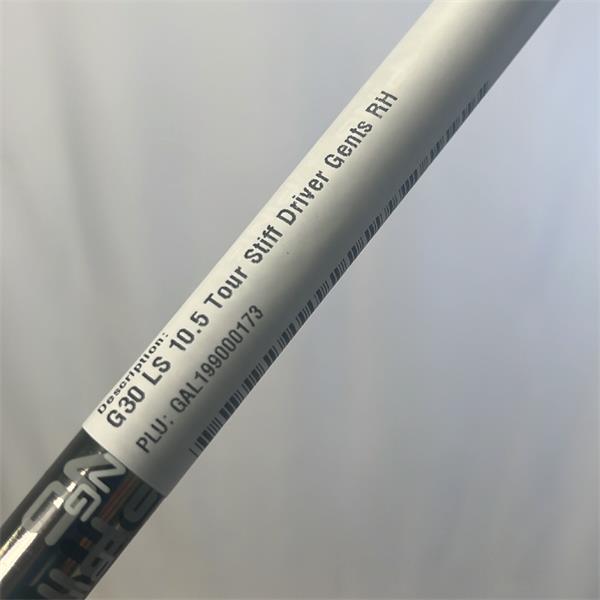 Description:
G30 LS 10.5 Tour Stiff Driver Gents RH
PLU: GAL199000173